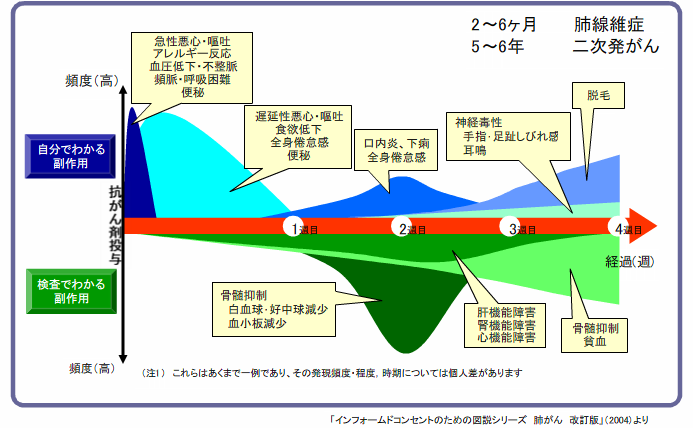 2～6ヶ月 肺線維症
5～6年 二次発がん
急性悪心・嘔吐
アレルギー反応
血圧低下・不整脈
頻脈・呼吸困難
便秘
頻度（高）
脱毛
遅延性悪心・嘔吐
食欲低下
全身倦怠感
便秘
神経毒性
手指・足趾しびれ感
耳鳴
口内炎、下痢
全身倦怠感
自分でわかる
副作用
抗がん剤投与
1週目
2週目
3週目
4週目
経過（週）
検査でわかる
副作用
骨髄抑制
白血球・好中球減少
血小板減少
肝機能障害
腎機能障害
心機能障害
骨髄抑制
貧血
頻度（高）
（注1） これらはあくまで一例であり、その発現頻度・程度，時期については個人差があります
「インフォームドコンセントのための図説シリーズ 肺がん 改訂版」（2004）より